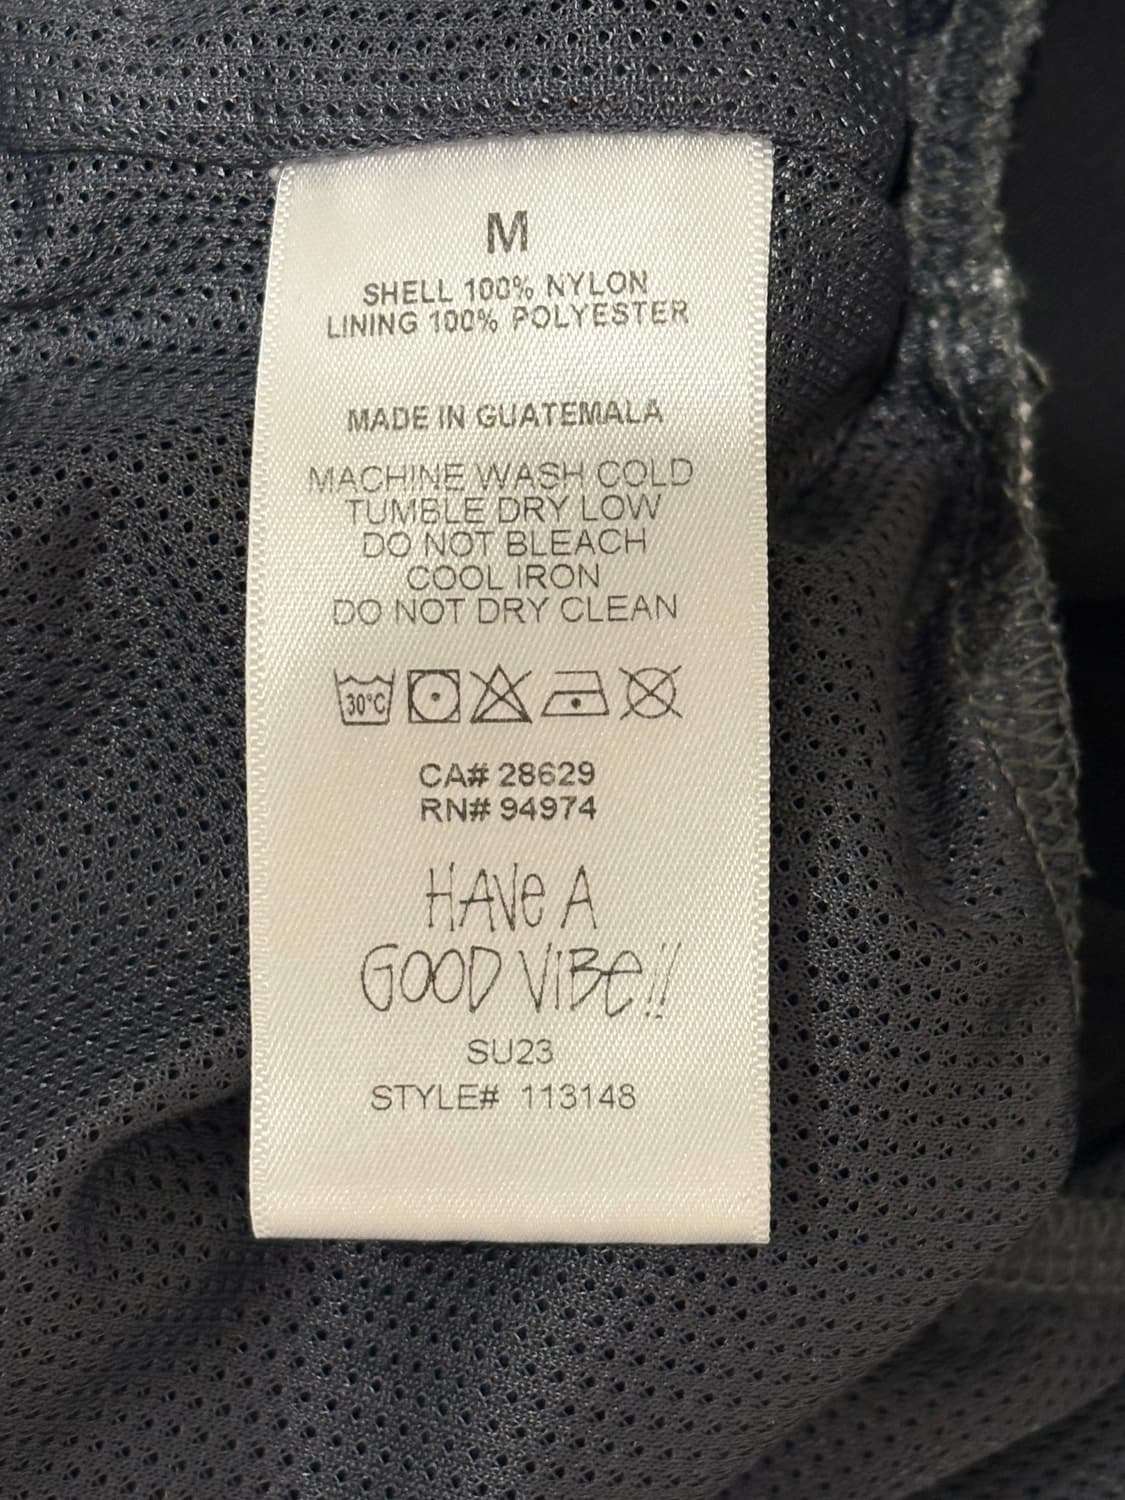 M
SHELL 100% NYLON
LINING 100% POLYESTER
MADE IN GUATEMALA
MACHINE WASH COLD
TUMBLE DRY LOW
DO NOT BLEACH
COOL IRON
DO NOT DRY CLEAN
30°C
CA# 28629
RN# 94974
HAVe A
GOOD ViBe!!
SU23
STYLE# 113148